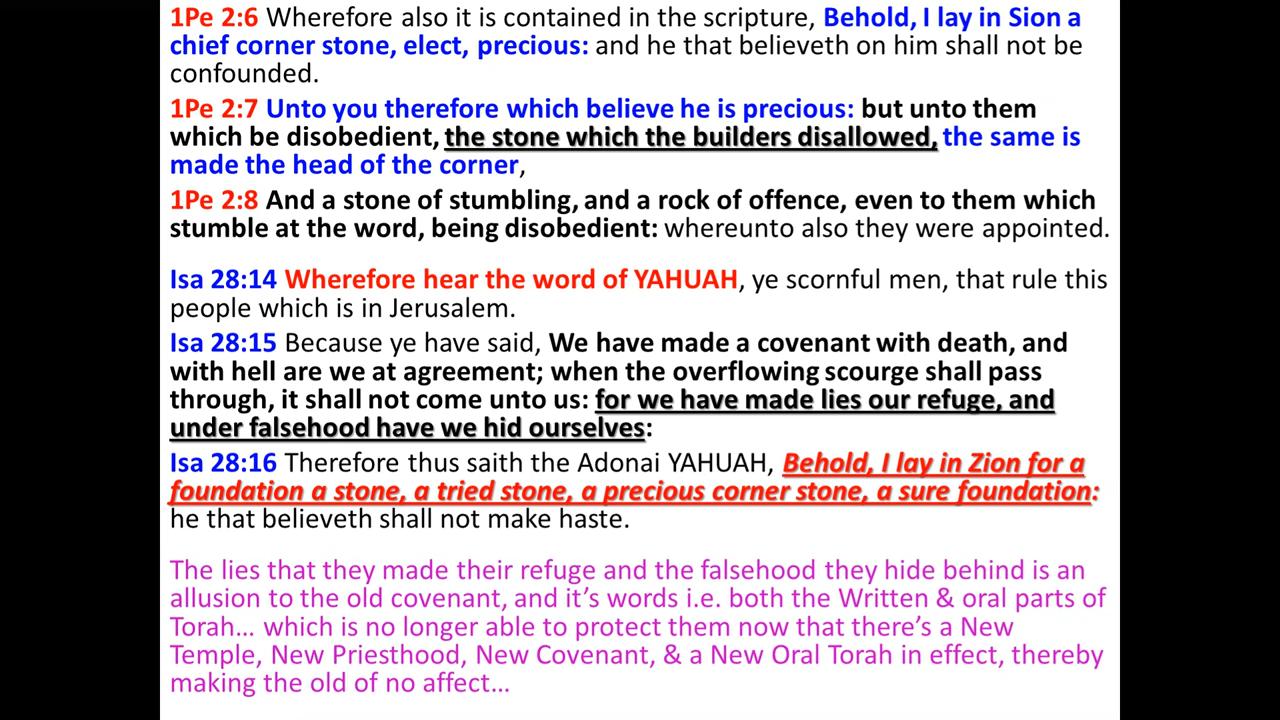 1Pe 2:6 Wherefore also it is contained in the scripture, Behold, I lay in Sion a
chief corner stone, elect, precious: and he that believeth on him shall not be
confounded.
1Pe 2:7 Unto you therefore which believe he is precious: but unto them
which be disobedient, the stone which the builders disallowed, the same is
made the head of the corner,
1Pe 2:8 And a stone of stumbling, and a rock of offence, even to them which
stumble at the word, being disobedient: whereunto also they were appointed.
Isa 28:14 Wherefore hear the word of YAHUAH, ye scornful men, that rule this
people which is in Jerusalem.
Isa 28:15 Because ye have said, We have made a covenant with death, and
with hell are we at agreement; when the overflowing scourge shall pass
through, it shall not come unto us: for we have made lies our refuge, and
under falsehood have we hid ourselves:
Isa 28:16 Therefore thus saith the Adonai YAHUAH, Behold, I lay in Zion for a
foundation a stone, a tried stone, a precious corner stone, a sure foundation:
he that believeth shall not make haste.
The lies that they made their refuge and the falsehood they hide behind is an
allusion to the old covenant, and it's words i.e. both the Written & oral parts of
Torah... which is no longer able to protect them now that there's a New
Temple, New Priesthood, New Covenant, & a New Oral Torah in effect, thereby
making the old of no affect...